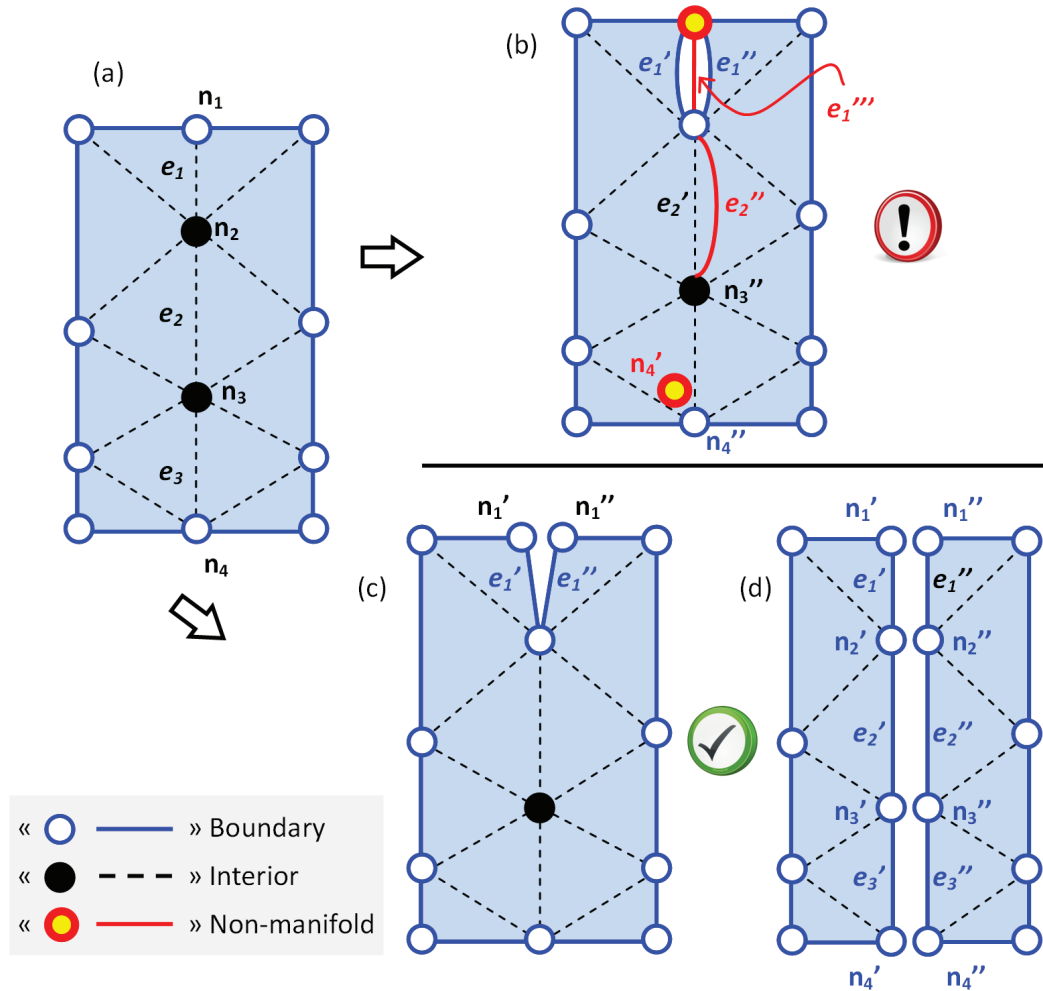 (a)
n1
e1
n2
e2
n3
e3
n4
(b)
e1'
e1''
e1'''
e2'
e2''
n3''
n4'
n4''
(c)
n1'
n1''
e1'
e1''
(d)
n1'
n1''
e1'
e1''
n2'
n2''
e2'
e2''
n3'
n3''
e3'
e3''
n4'
n4''
« » Boundary
« » Interior
« » Non-manifold